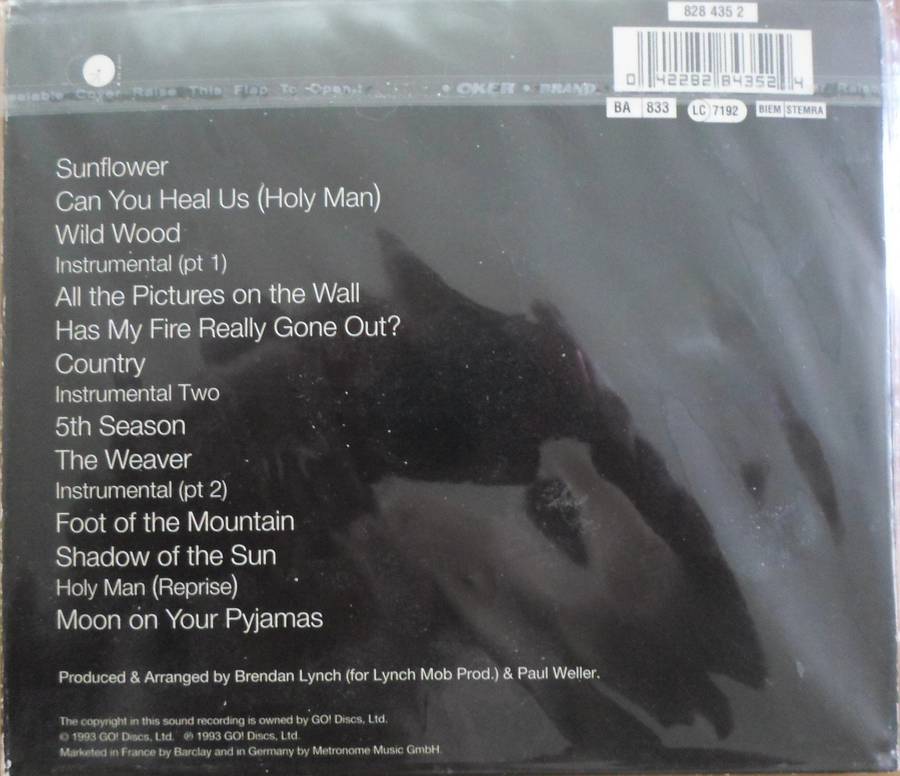 828 435 2
0 42282 84352 4
BA 833 LC 7192 BIEM STEMRA
Cover Raise This Flap To Open • OKER • BRAND Raise
Sunflower
Can You Heal Us (Holy Man)
Wild Wood
Instrumental (pt 1)
All the Pictures on the Wall
Has My Fire Really Gone Out?
Country
Instrumental Two
5th Season
The Weaver
Instrumental (pt 2)
Foot of the Mountain
Shadow of the Sun
Holy Man (Reprise)
Moon on Your Pyjamas
Produced & Arranged by Brendan Lynch (for Lynch Mob Prod.) & Paul Weller.
The copyright in this sound recording is owned by GO! Discs, Ltd.
© 1993 GO! Discs, Ltd. ℗ 1993 GO! Discs, Ltd.
Marketed in France by Barclay and in Germany by Metronome Music GmbH.